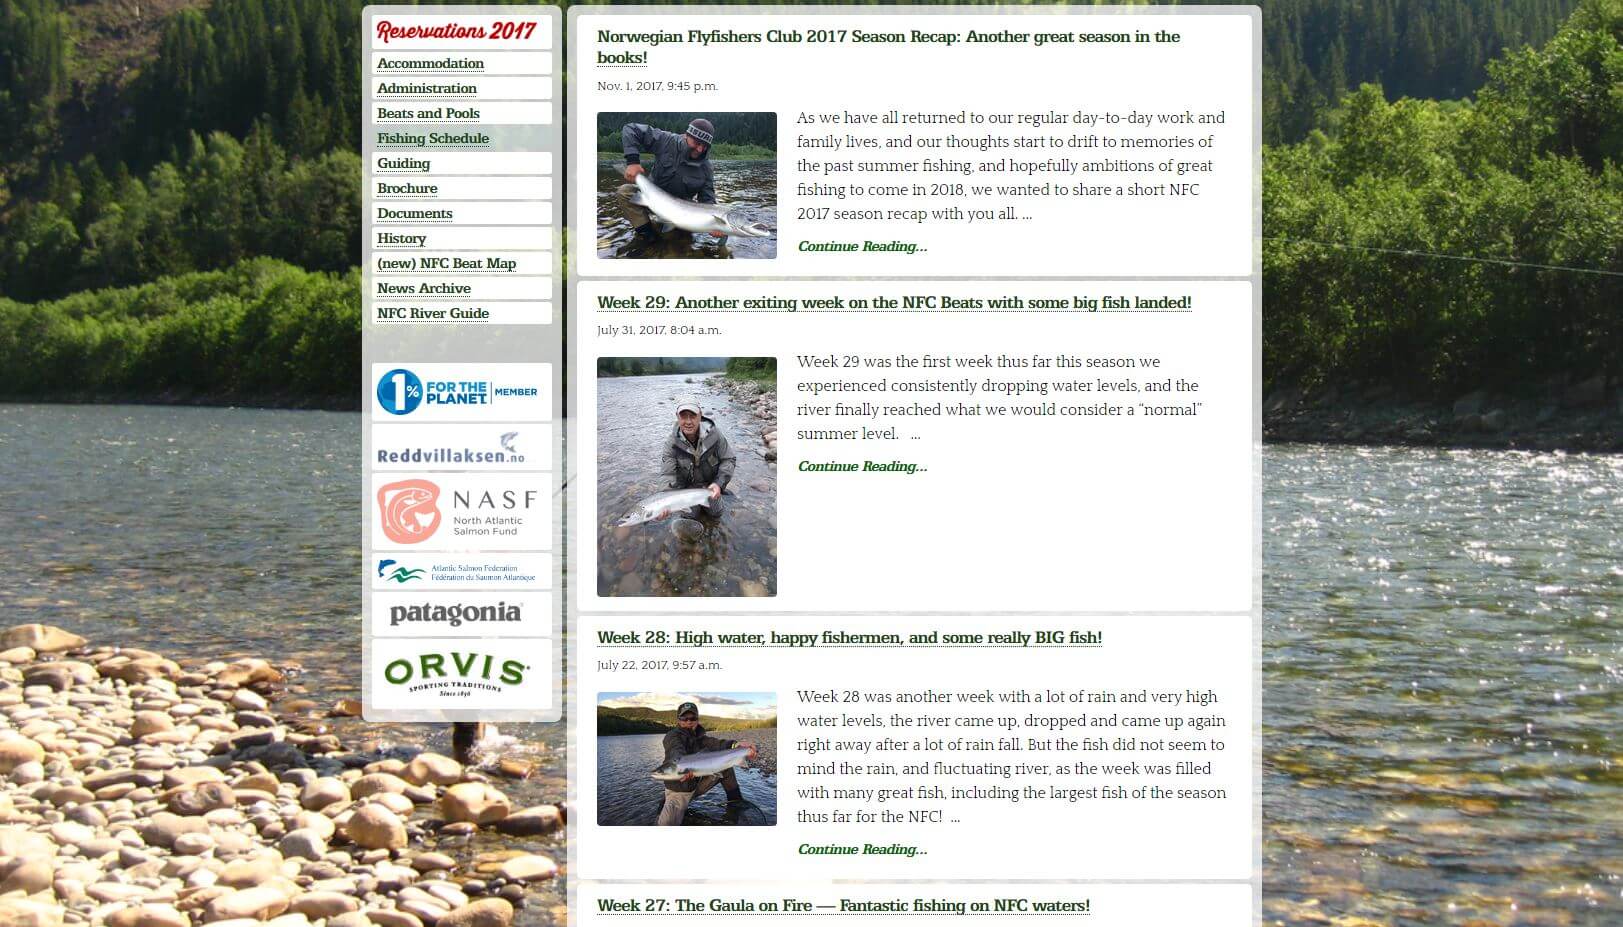 Reservations 2017
Accommodation
Administration
Beats and Pools
Fishing Schedule
Guiding
Brochure
Documents
History
(new) NFC Beat Map
News Archive
NFC River Guide
1% FOR THE PLANET | MEMBER
Reddvillaksen.no
NASF
North Atlantic
Salmon Fund
Atlantic Salmon Federation
Fédération du Saumon Atlantique
patagonia®
ORVIS®
SPORTING TRADITIONS
Since 1856
Norwegian Flyfishers Club 2017 Season Recap: Another great season in the
books!
Nov. 1, 2017, 9:45 p.m.
As we have all returned to our regular day-to-day work and
family lives, and our thoughts start to drift to memories of
the past summer fishing, and hopefully ambitions of great
fishing to come in 2018, we wanted to share a short NFC
2017 season recap with you all. ...
Continue Reading...
Week 29: Another exiting week on the NFC Beats with some big fish landed!
July 31, 2017, 8:04 a.m.
Week 29 was the first week thus far this season we
experienced consistently dropping water levels, and the
river finally reached what we would consider a “normal”
summer level. ...
Continue Reading...
Week 28: High water, happy fishermen, and some really BIG fish!
July 22, 2017, 9:57 a.m.
Week 28 was another week with a lot of rain and very high
water levels, the river came up, dropped and came up again
right away after a lot of rain fall. But the fish did not seem to
mind the rain, and fluctuating river, as the week was filled
with many great fish, including the largest fish of the season
thus far for the NFC! ...
Continue Reading...
Week 27: The Gaula on Fire — Fantastic fishing on NFC waters!